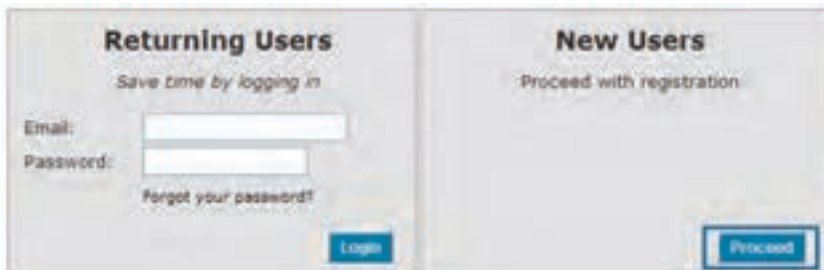 Returning Users
Save time by logging in
Email:
Password:
Forgot your password?
Login
New Users
Proceed with registration
Proceed